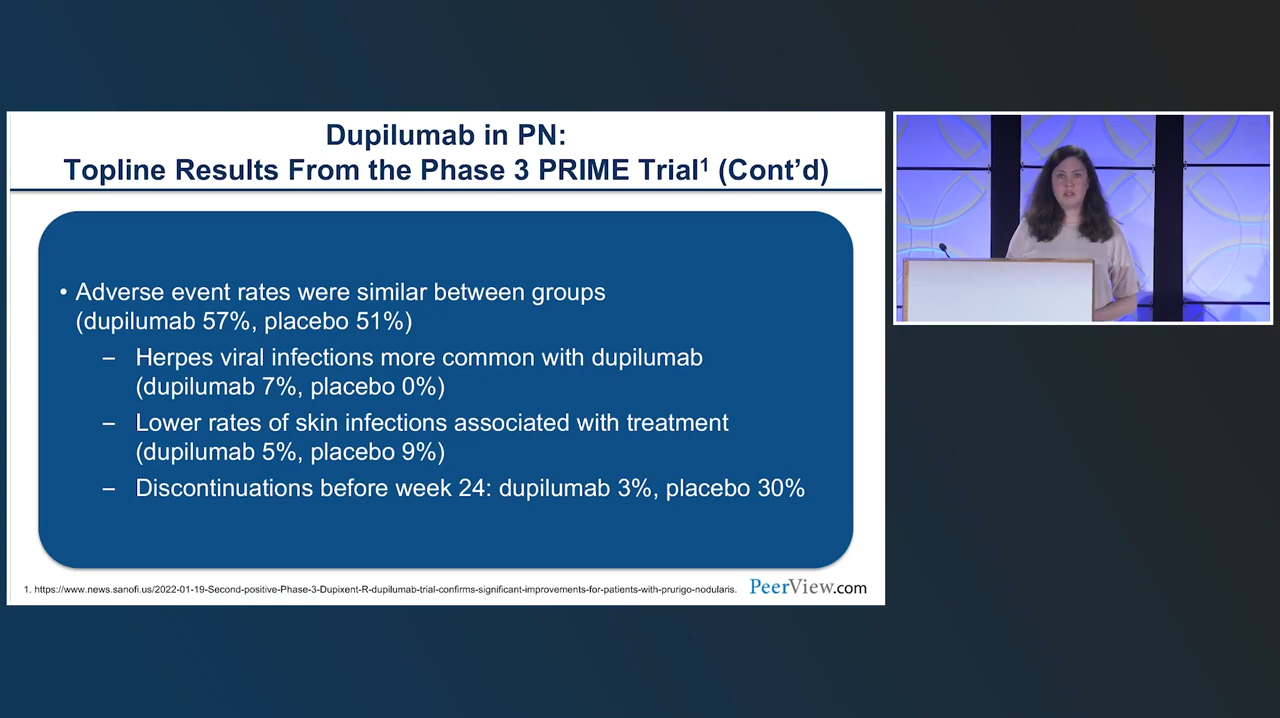 Dupilumab in PN:
Topline Results From the Phase 3 PRIME Trial¹ (Cont’d)
• Adverse event rates were similar between groups
(dupilumab 57%, placebo 51%)
– Herpes viral infections more common with dupilumab
(dupilumab 7%, placebo 0%)
– Lower rates of skin infections associated with treatment
(dupilumab 5%, placebo 9%)
– Discontinuations before week 24: dupilumab 3%, placebo 30%
1. https://www.news.sanofi.us/2022-01-19-Second-positive-Phase-3-Dupixent-R-dupilumab-trial-confirms-significant-improvements-for-patients-with-prurigo-nodularis.
PeerView.com